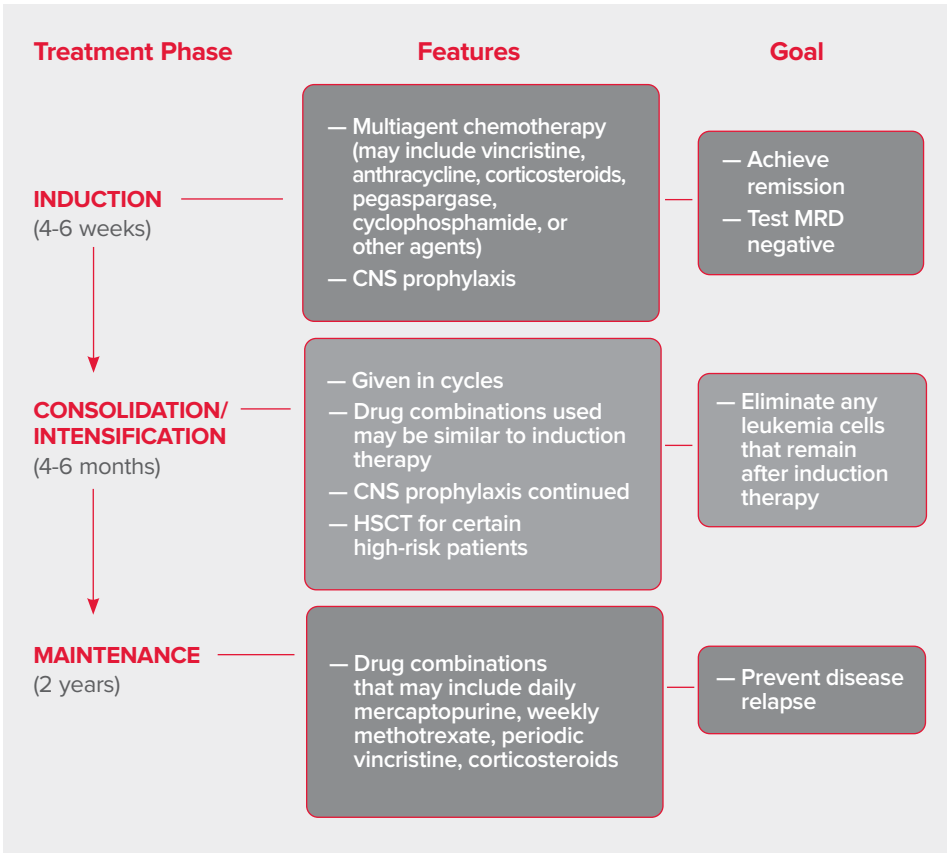 Treatment Phase
Features
Goal
INDUCTION
(4-6 weeks)
— Multiagent chemotherapy
(may include vincristine,
anthracycline, corticosteroids,
pegaspargase,
cyclophosphamide, or
other agents)
— CNS prophylaxis
— Achieve
remission
— Test MRD
negative
CONSOLIDATION/
INTENSIFICATION
(4-6 months)
— Given in cycles
— Drug combinations used
may be similar to induction
therapy
— CNS prophylaxis continued
— HSCT for certain
high-risk patients
— Eliminate any
leukemia cells
that remain
after induction
therapy
MAINTENANCE
(2 years)
— Drug combinations
that may include daily
mercaptopurine, weekly
methotrexate, periodic
vincristine, corticosteroids
— Prevent disease
relapse